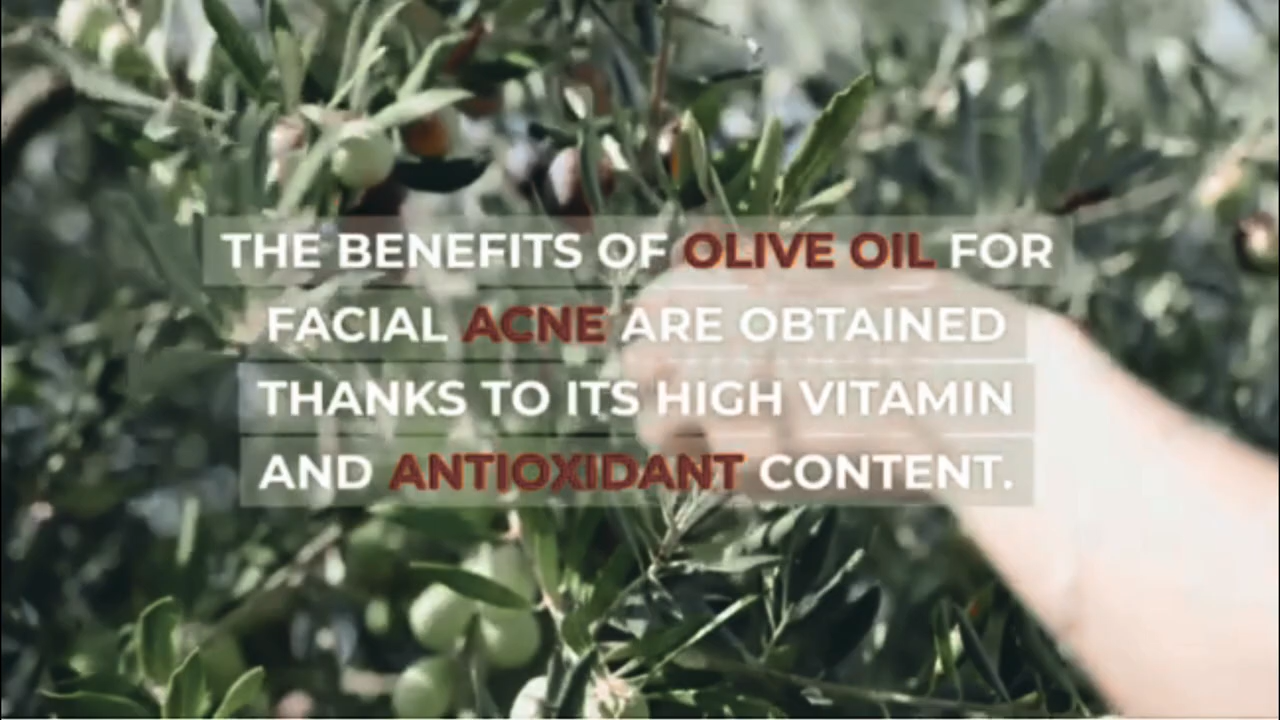 THE BENEFITS OF OLIVE OIL FOR
FACIAL ACNE ARE OBTAINED
THANKS TO ITS HIGH VITAMIN
AND ANTIOXIDANT CONTENT.